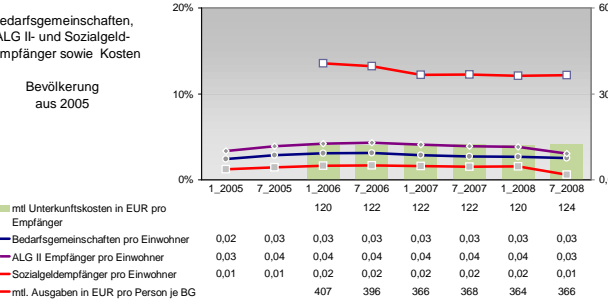 edarfsgemeinschaften,
ALG II- und Sozialgeld-
mpfänger sowie Kosten
Bevölkerung
aus 2005
20%
10%
0%
60
30
0,
1_2005 7_2005 1_2006 7_2006 1_2007 7_2007 1_2008 7_2008
mtl Unterkunftskosten in EUR pro Empfänger 120 122 122 122 120 124
Bedarfsgemeinschaften pro Einwohner 0,02 0,03 0,03 0,03 0,03 0,03 0,03 0,03
ALG II Empfänger pro Einwohner 0,03 0,04 0,04 0,04 0,04 0,04 0,04 0,03
Sozialgeldempfänger pro Einwohner 0,01 0,01 0,02 0,02 0,02 0,02 0,02 0,01
mtl. Ausgaben in EUR pro Person je BG 407 396 366 368 364 366